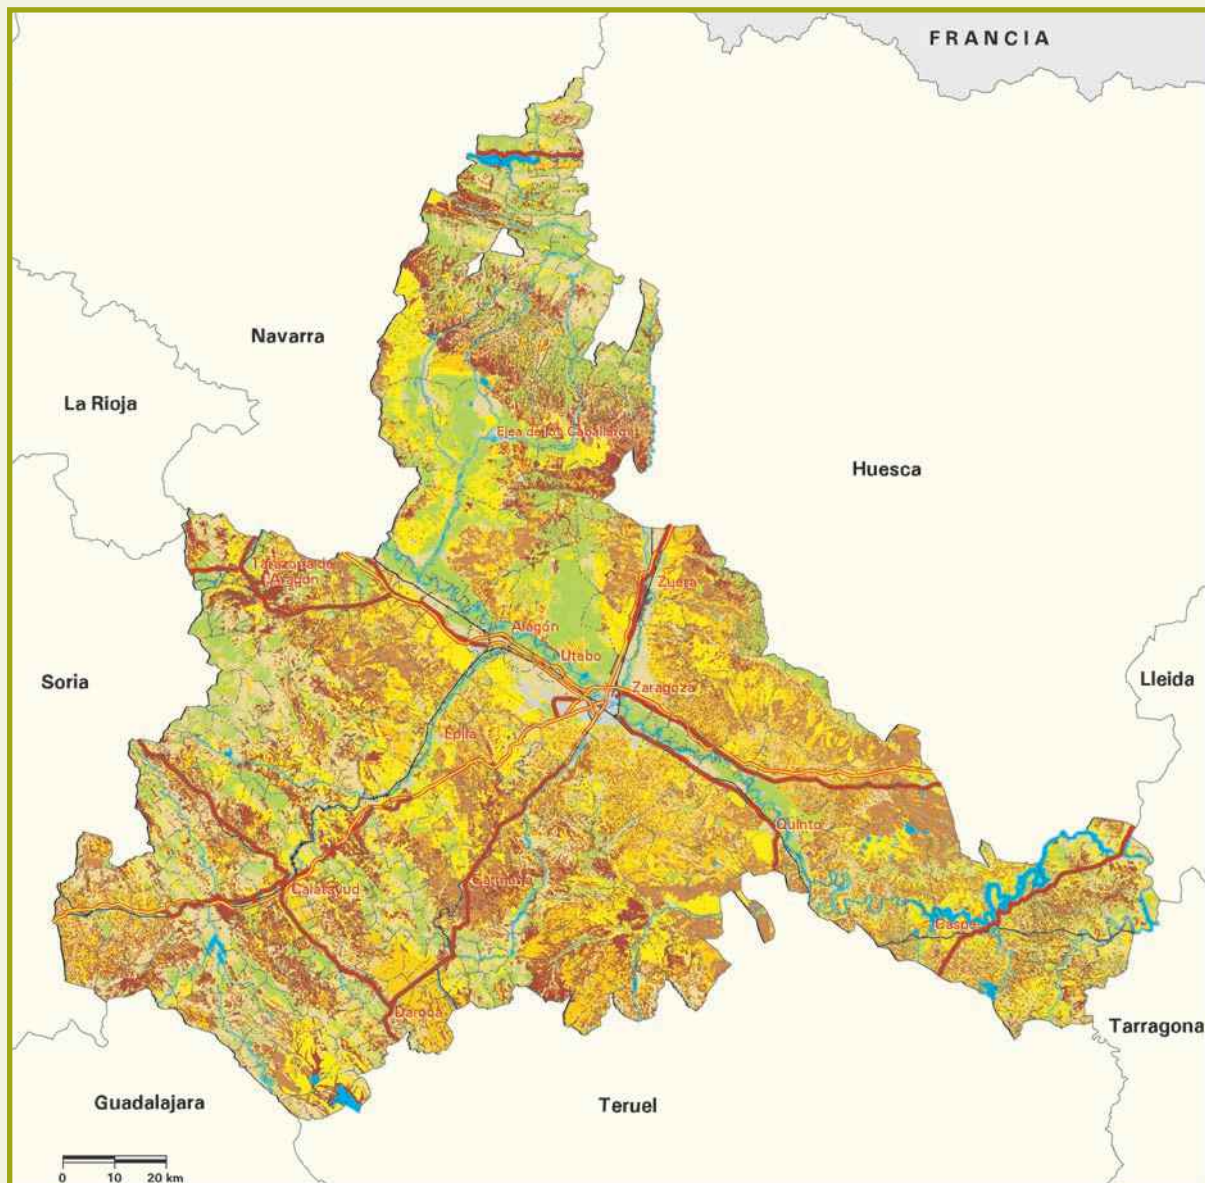 FRANCIA
Navarra
La Rioja
Ejea de los Caballeros
Huesca
Tarazona de
Aragón
Zuera
Alagón
Utebo
Soria
Lleida
Zaragoza
Epila
Quinto
Calatayud
Cariñena
Caspe
Daroca
Tarragona
Guadalajara
Teruel
0 10 20 km